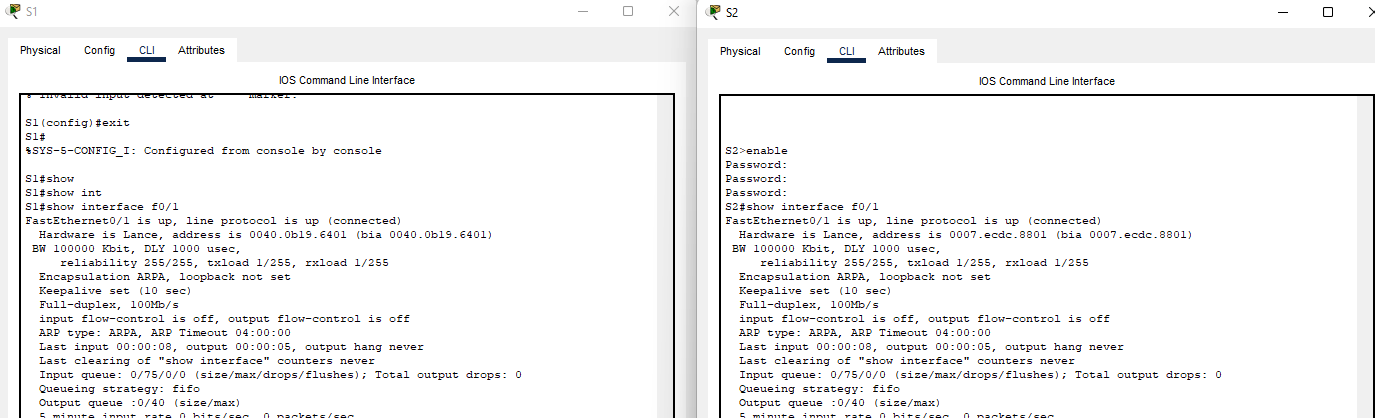 S1
Physical Config CLI Attributes
IOS Command Line Interface
% Invalid input detected at marker.
S1(config)#exit
S1#
%SYS-5-CONFIG_I: Configured from console by console
S1#show
S1#show int
S1#show interface f0/1
FastEthernet0/1 is up, line protocol is up (connected)
Hardware is Lance, address is 0040.0b19.6401 (bia 0040.0b19.6401)
BW 100000 Kbit, DLY 1000 usec,
reliability 255/255, txload 1/255, rxload 1/255
Encapsulation ARPA, loopback not set
Keepalive set (10 sec)
Full-duplex, 100Mb/s
input flow-control is off, output flow-control is off
ARP type: ARPA, ARP Timeout 04:00:00
Last input 00:00:08, output 00:00:05, output hang never
Last clearing of "show interface" counters never
Input queue: 0/75/0/0 (size/max/drops/flushes); Total output drops: 0
Queueing strategy: fifo
Output queue :0/40 (size/max)
5 minute input rate 0 bits/sec, 0 packets/sec
S2
Physical Config CLI Attributes
IOS Command Line Interface
S2>enable
Password:
Password:
Password:
S2#show interface f0/1
FastEthernet0/1 is up, line protocol is up (connected)
Hardware is Lance, address is 0007.ecdc.8801 (bia 0007.ecdc.8801)
BW 100000 Kbit, DLY 1000 usec,
reliability 255/255, txload 1/255, rxload 1/255
Encapsulation ARPA, loopback not set
Keepalive set (10 sec)
Full-duplex, 100Mb/s
input flow-control is off, output flow-control is off
ARP type: ARPA, ARP Timeout 04:00:00
Last input 00:00:08, output 00:00:05, output hang never
Last clearing of "show interface" counters never
Input queue: 0/75/0/0 (size/max/drops/flushes); Total output drops: 0
Queueing strategy: fifo
Output queue :0/40 (size/max)
5 minute input rate 0 bits/sec, 0 packets/sec